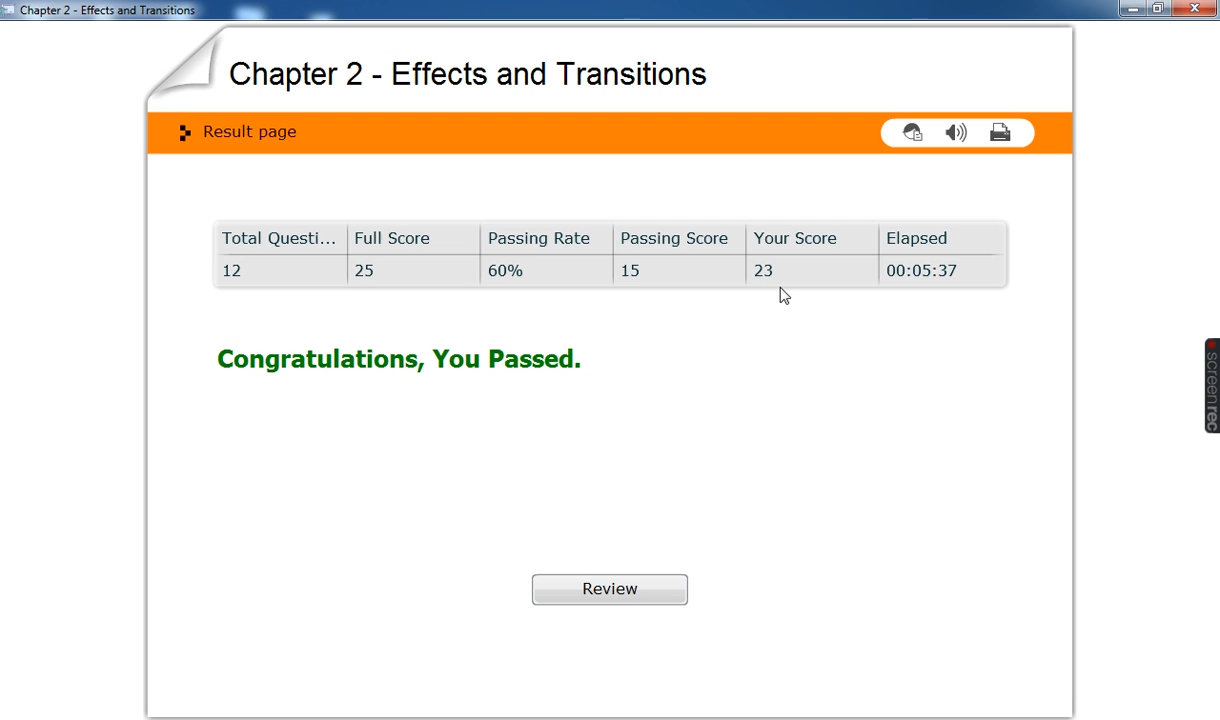 Chapter 2 - Effects and Transitions
Chapter 2 - Effects and Transitions
Result page
Total Questi... Full Score Passing Rate Passing Score Your Score Elapsed
12 25 60% 15 23 00:05:37
Congratulations, You Passed.
Review
screenrec